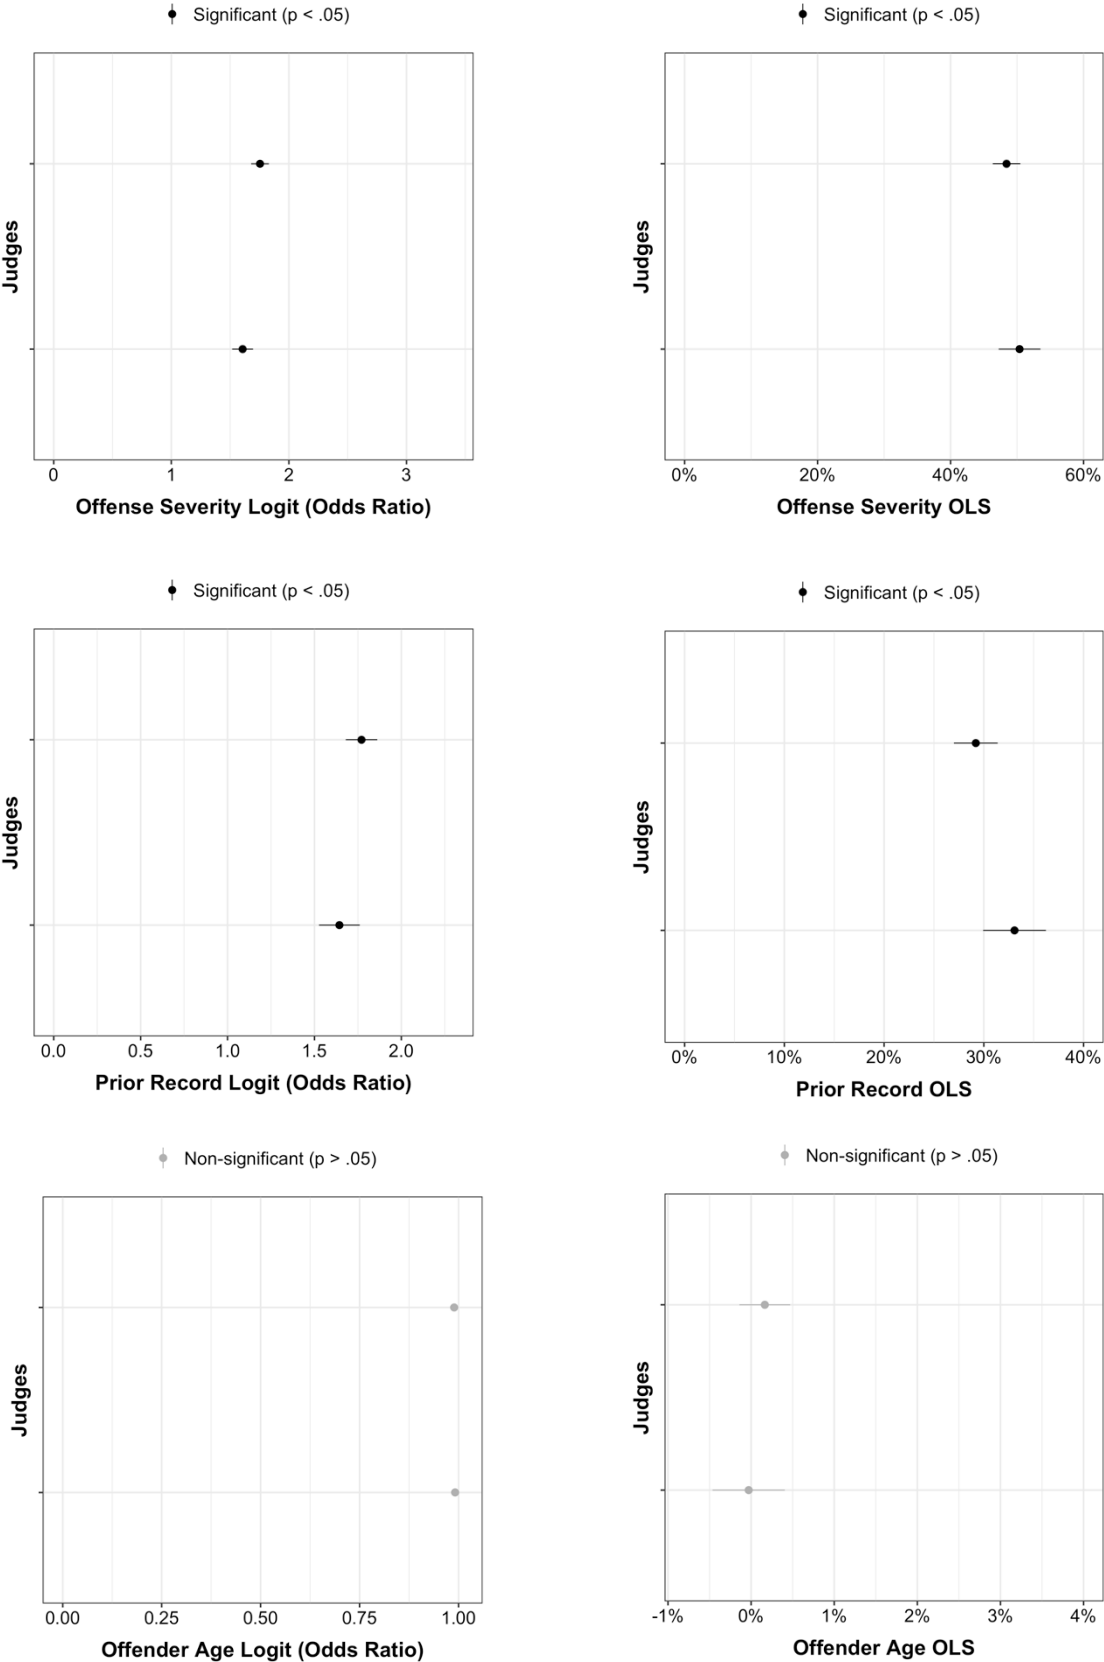 Significant (p < .05)
Judges
0 1 2 3
Offense Severity Logit (Odds Ratio)
Significant (p < .05)
Judges
0% 20% 40% 60%
Offense Severity OLS
Significant (p < .05)
Judges
0.0 0.5 1.0 1.5 2.0
Prior Record Logit (Odds Ratio)
Significant (p < .05)
Judges
0% 10% 20% 30% 40%
Prior Record OLS
Non-significant (p > .05)
Judges
0.00 0.25 0.50 0.75 1.00
Offender Age Logit (Odds Ratio)
Non-significant (p > .05)
Judges
-1% 0% 1% 2% 3% 4%
Offender Age OLS